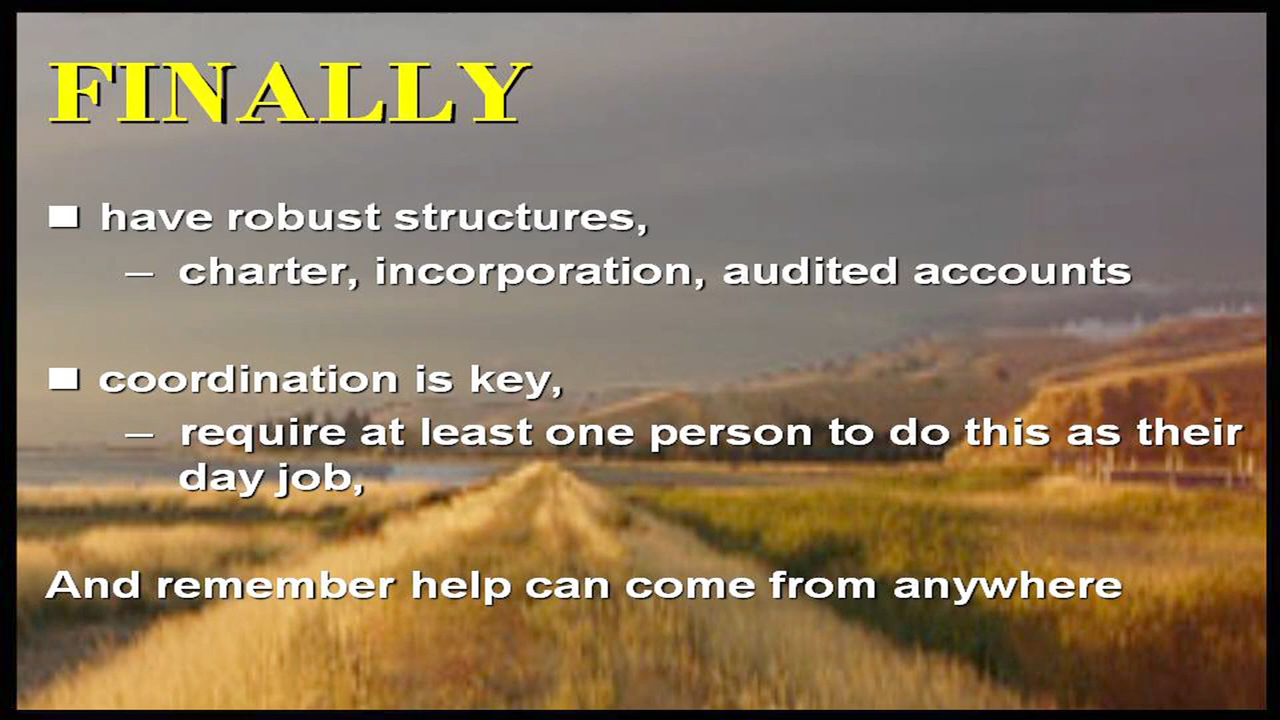 FINALLY
have robust structures,
– charter, incorporation, audited accounts
coordination is key,
– require at least one person to do this as their
day job,
And remember help can come from anywhere